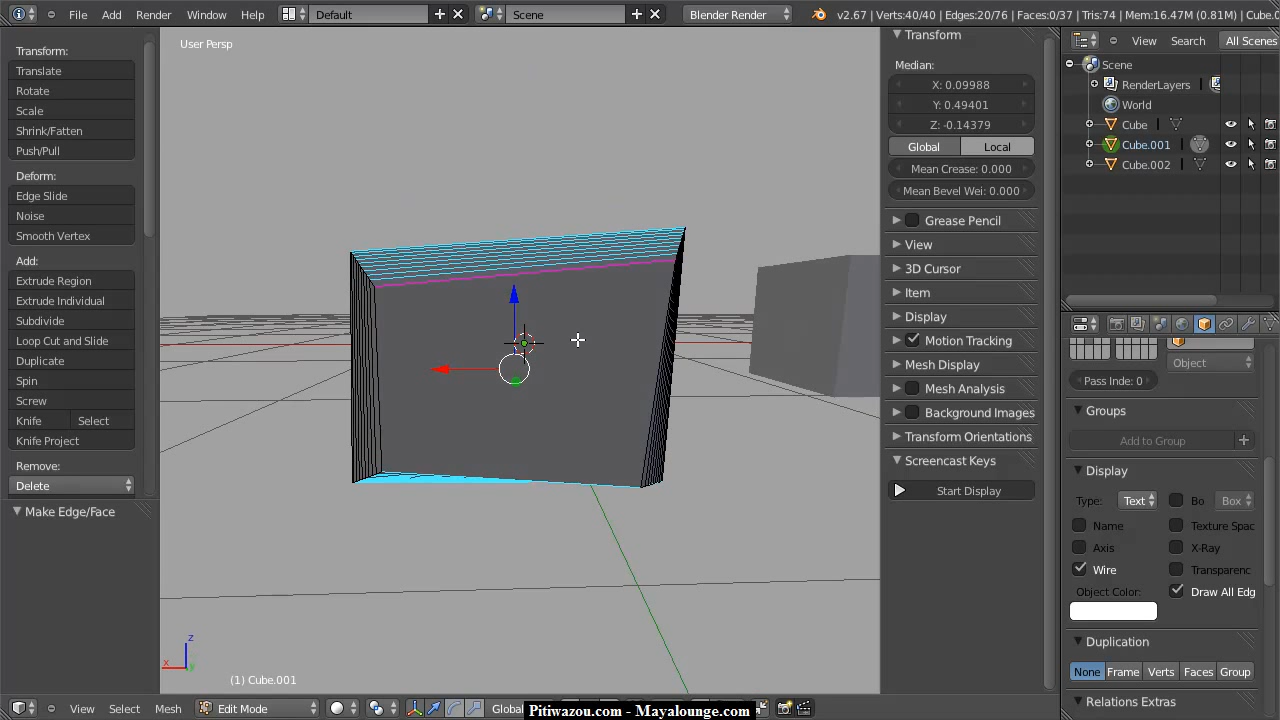 File Add Render Window Help Default Scene Blender Render v2.67 | Verts:40/40 | Edges:20/76 | Faces:0/37 | Tris:74 | Mem:16.47M (0.81M) | Cube.0
User Persp
Transform:
Translate
Rotate
Scale
Shrink/Fatten
Push/Pull
Deform:
Edge Slide
Noise
Smooth Vertex
Add:
Extrude Region
Extrude Individual
Subdivide
Loop Cut and Slide
Duplicate
Spin
Screw
Knife Select
Knife Project
Remove:
Delete
Make Edge/Face
z
x
y
(1) Cube.001
Transform
Median:
X: 0.09988
Y: 0.49401
Z: -0.14379
Global Local
Mean Crease: 0.000
Mean Bevel Wei: 0.000
Grease Pencil
View
3D Cursor
Item
Display
Motion Tracking
Mesh Display
Mesh Analysis
Background Images
Transform Orientations
Screencast Keys
Start Display
View Search All Scenes
Scene
RenderLayers |
World
Cube |
Cube.001 |
Cube.002 |
Object
Pass Inde: 0
Groups
Add to Group
Display
Type: Text Bo Box
Name Texture Spac
Axis X-Ray
Wire Transparenc
Object Color: Draw All Edg
Duplication
None Frame Verts Faces Group
Relations Extras
View Select Mesh Edit Mode Global
Pitiwazou.com - Mayalounge.com